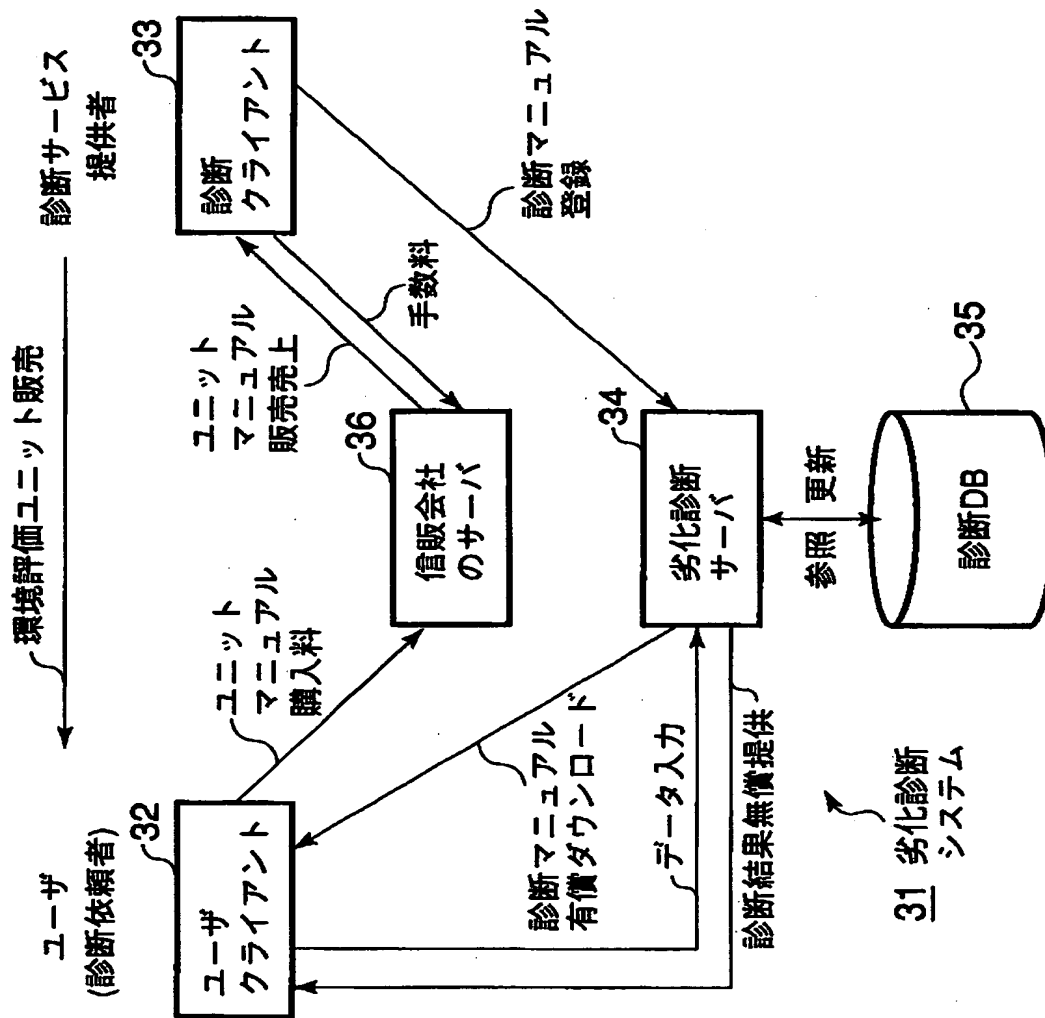 ユーザ
(診断依頼者)
環境評価ユニット販売
診断サービス
提供者
32
ユーザ
クライアント
33
診断
クライアント
ユニット
マニュアル
購入料
ユニット
マニュアル
販売売上
手数料
36
信販会社
のサーバ
診断マニュアル
登録
診断マニュアル
有償ダウンロード
34
劣化診断
サーバ
データ入力
診断結果無償提供
参照
更新
35
診断DB
31 劣化診断
システム